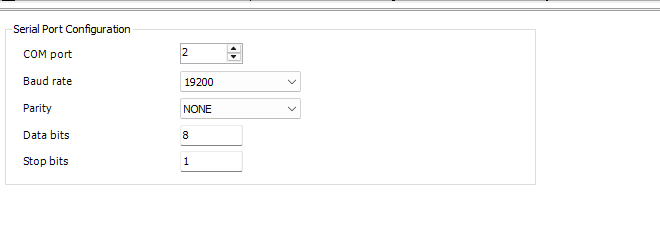 Serial Port Configuration
COM port 2
Baud rate 19200
Parity NONE
Data bits 8
Stop bits 1